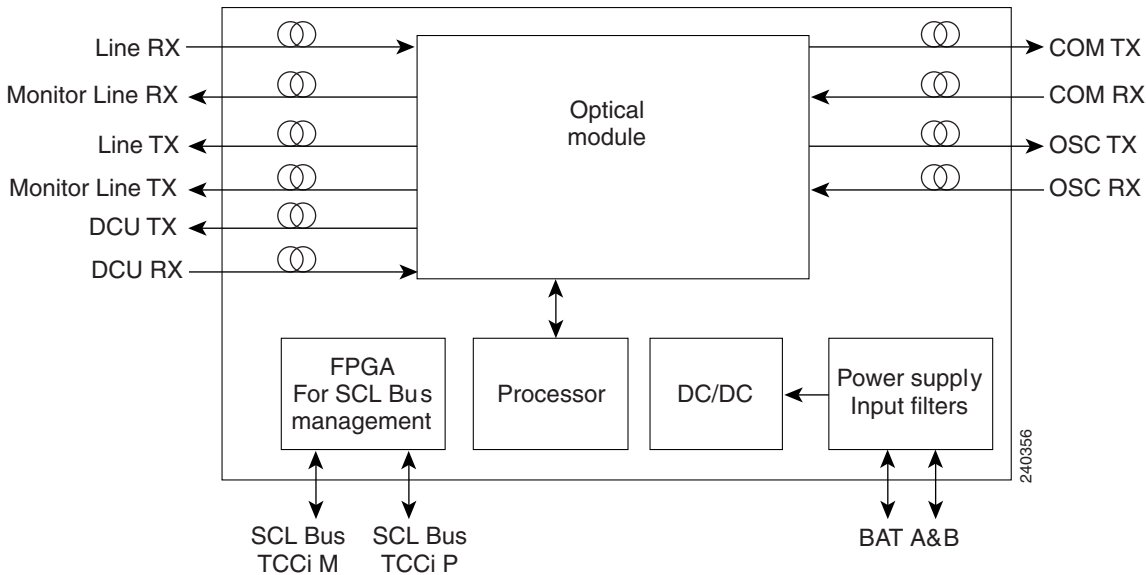 Line RX
Monitor Line RX
Line TX
Monitor Line TX
DCU TX
DCU RX
Optical
module
COM TX
COM RX
OSC TX
OSC RX
FPGA
For SCL Bus
management
Processor
DC/DC
Power supply
Input filters
240356
SCL Bus
TCCi M
SCL Bus
TCCi P
BAT A&B